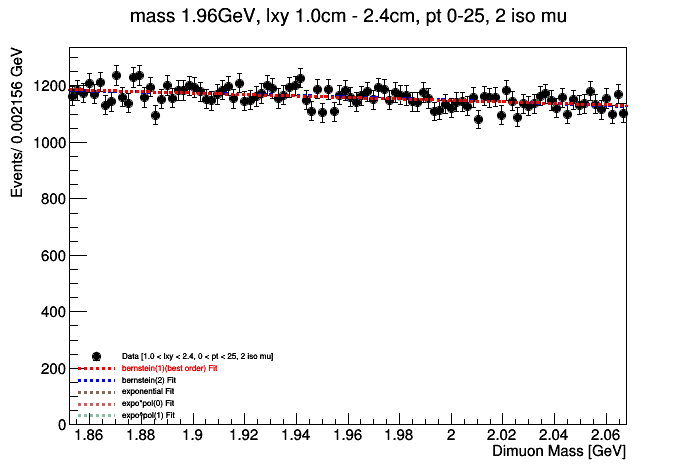 mass 1.96GeV, lxy 1.0cm - 2.4cm, pt 0-25, 2 iso mu
Events/ 0.002156 GeV
1200
1000
800
600
400
200
0
Data [1.0 < lxy < 2.4, 0 < pt < 25, 2 iso mu]
bernstein(1)(best order) Fit
bernstein(2) Fit
exponential Fit
expo*pol(0) Fit
expo*pol(1) Fit
1.86 1.88 1.9 1.92 1.94 1.96 1.98 2 2.02 2.04 2.06
Dimuon Mass [GeV]